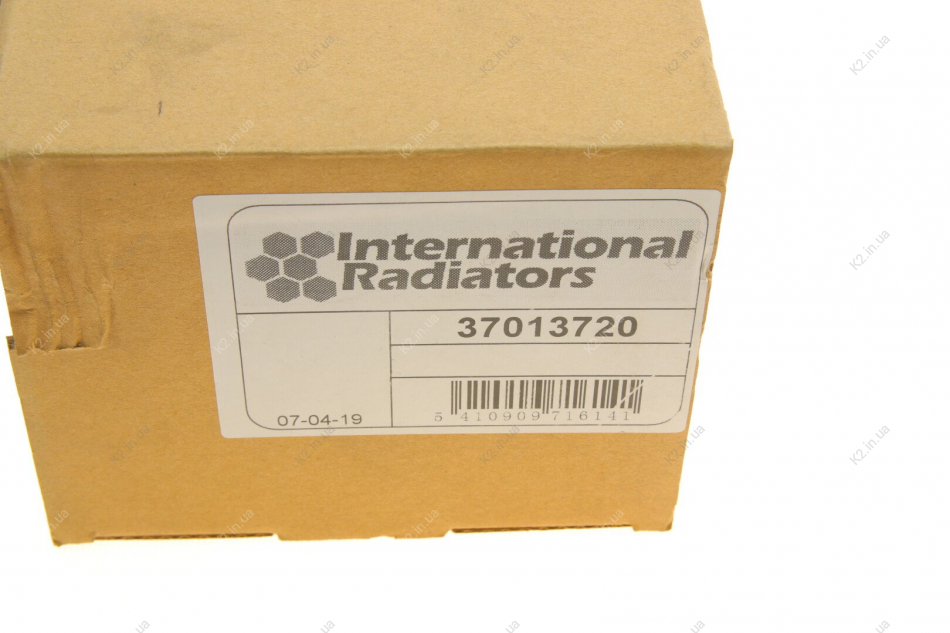 International
Radiators
37013720
07-04-19
5 410909 716141
K2.in.ua